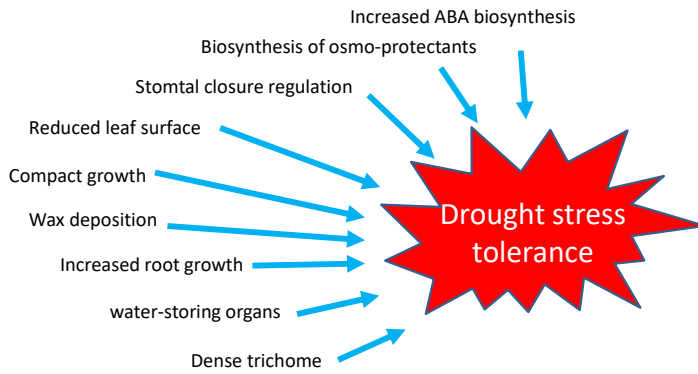 Increased ABA biosynthesis
Biosynthesis of osmo-protectants
Stomtal closure regulation
Reduced leaf surface
Compact growth
Wax deposition
Increased root growth
water-storing organs
Dense trichome
Drought stress
tolerance